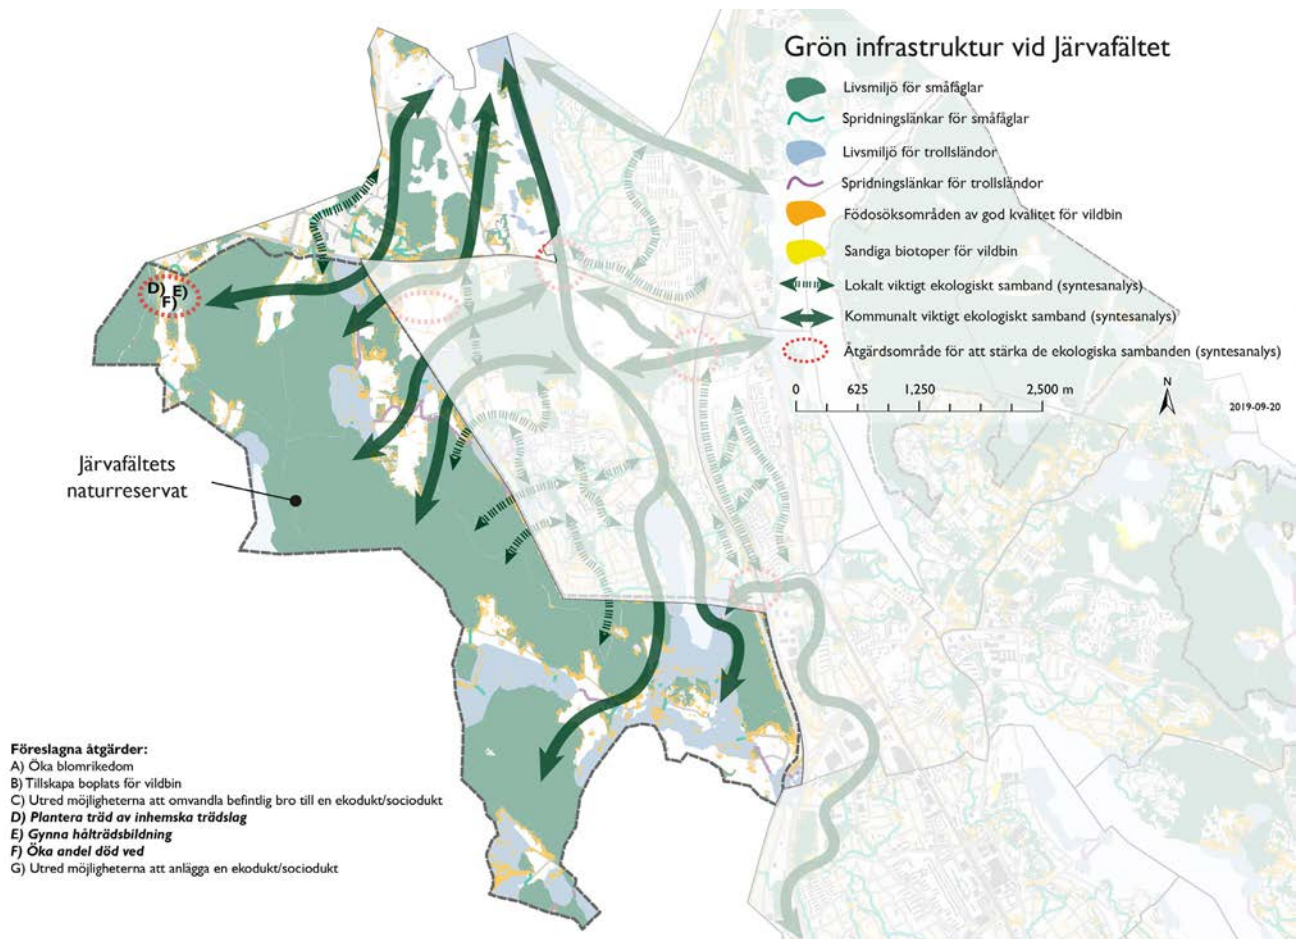 Grön infrastruktur vid Järvafältet
Livsmiljö för småfåglar
Spridningslänkar för småfåglar
Livsmiljö för trollsländor
Spridningslänkar för trollsländor
Födosöksområden av god kvalitet för vildbin
Sandiga biotoper för vildbin
Lokalt viktigt ekologiskt samband (syntesanalys)
Kommunalt viktigt ekologiskt samband (syntesanalys)
Åtgärdsområde för att stärka de ekologiska sambanden (syntesanalys)
0 625 1,250 2,500 m
N
2019-09-20
D)
E)
F)
Järvafältets
naturreservat
Föreslagna åtgärder:
A) Öka blomrikedom
B) Tillskapa boplats för vildbin
C) Utred möjligheterna att omvandla befintlig bro till en ekodukt/sociodukt
D) Plantera träd av inhemska trädslag
E) Gynna hålträdsbildning
F) Öka andel död ved
G) Utred möjligheterna att anlägga en ekodukt/sociodukt